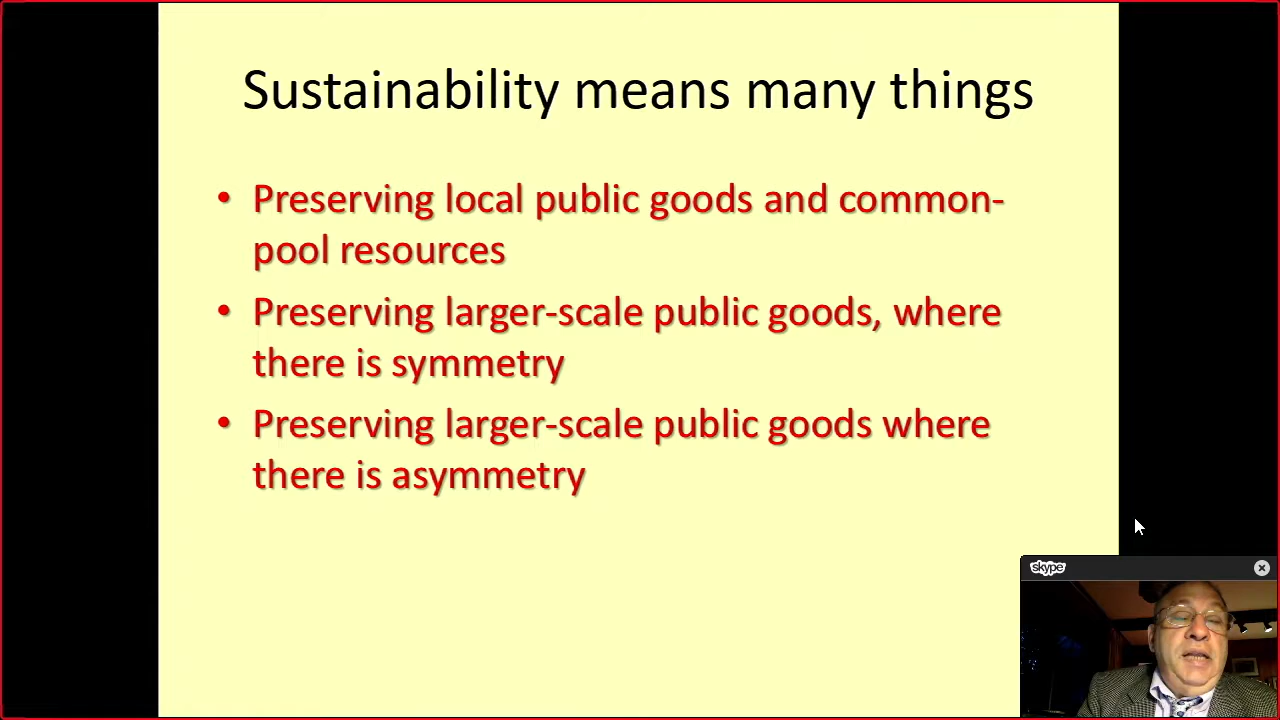 Sustainability means many things
• Preserving local public goods and common-
pool resources
• Preserving larger-scale public goods, where
there is symmetry
• Preserving larger-scale public goods where
there is asymmetry
skype